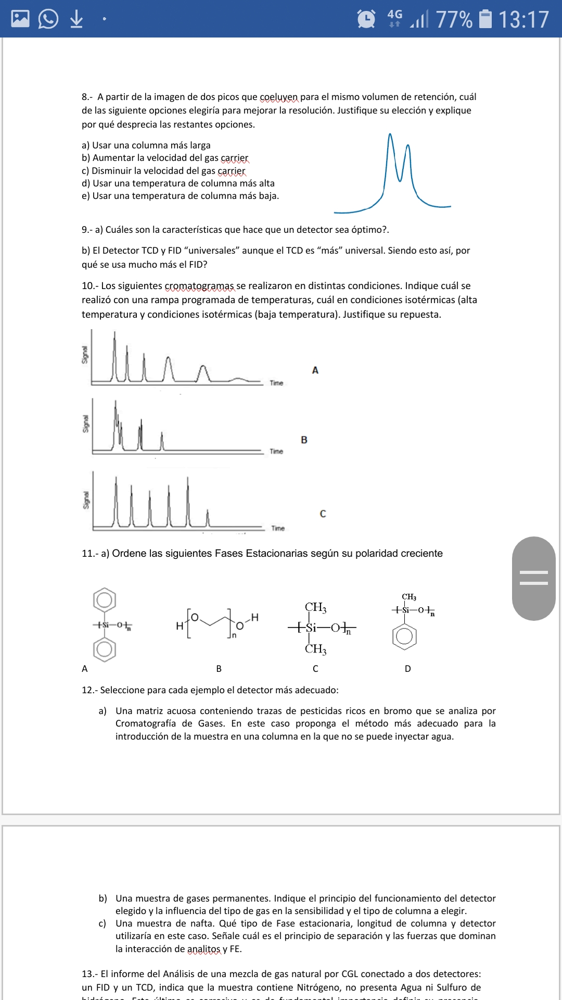 4G 77% 13:17
8.- A partir de la imagen de dos picos que coeluyen para el mismo volumen de retención, cuál
de las siguiente opciones elegiría para mejorar la resolución. Justifique su elección y explique
por qué desprecia las restantes opciones.
a) Usar una columna más larga
b) Aumentar la velocidad del gas carrier
c) Disminuir la velocidad del gas carrier
d) Usar una temperatura de columna más alta
e) Usar una temperatura de columna más baja.
9.- a) Cuáles son la características que hace que un detector sea óptimo?.
b) El Detector TCD y FID “universales” aunque el TCD es “más” universal. Siendo esto así, por
qué se usa mucho más el FID?
10.- Los siguientes cromatogramas se realizaron en distintas condiciones. Indique cuál se
realizó con una rampa programada de temperaturas, cuál en condiciones isotérmicas (alta
temperatura y condiciones isotérmicas (baja temperatura). Justifique su repuesta.
Signal
A
Time
Signal
B
Time
Signal
C
Time
11.- a) Ordene las siguientes Fases Estacionarias según su polaridad creciente
Si-O n
H O O H n
CH3 Si-O n CH3
CH3 Si-O n
A B C D
12.- Seleccione para cada ejemplo el detector más adecuado:
a) Una matriz acuosa conteniendo trazas de pesticidas ricos en bromo que se analiza por
Cromatografía de Gases. En este caso proponga el método más adecuado para la
introducción de la muestra en una columna en la que no se puede inyectar agua.
b) Una muestra de gases permanentes. Indique el principio del funcionamiento del detector
elegido y la influencia del tipo de gas en la sensibilidad y el tipo de columna a elegir.
c) Una muestra de nafta. Qué tipo de Fase estacionaria, longitud de columna y detector
utilizaría en este caso. Señale cuál es el principio de separación y las fuerzas que dominan
la interacción de analitos y FE.
13.- El informe del Análisis de una mezcla de gas natural por CGL conectado a dos detectores:
un FID y un TCD, indica que la muestra contiene Nitrógeno, no presenta Agua ni Sulfuro de